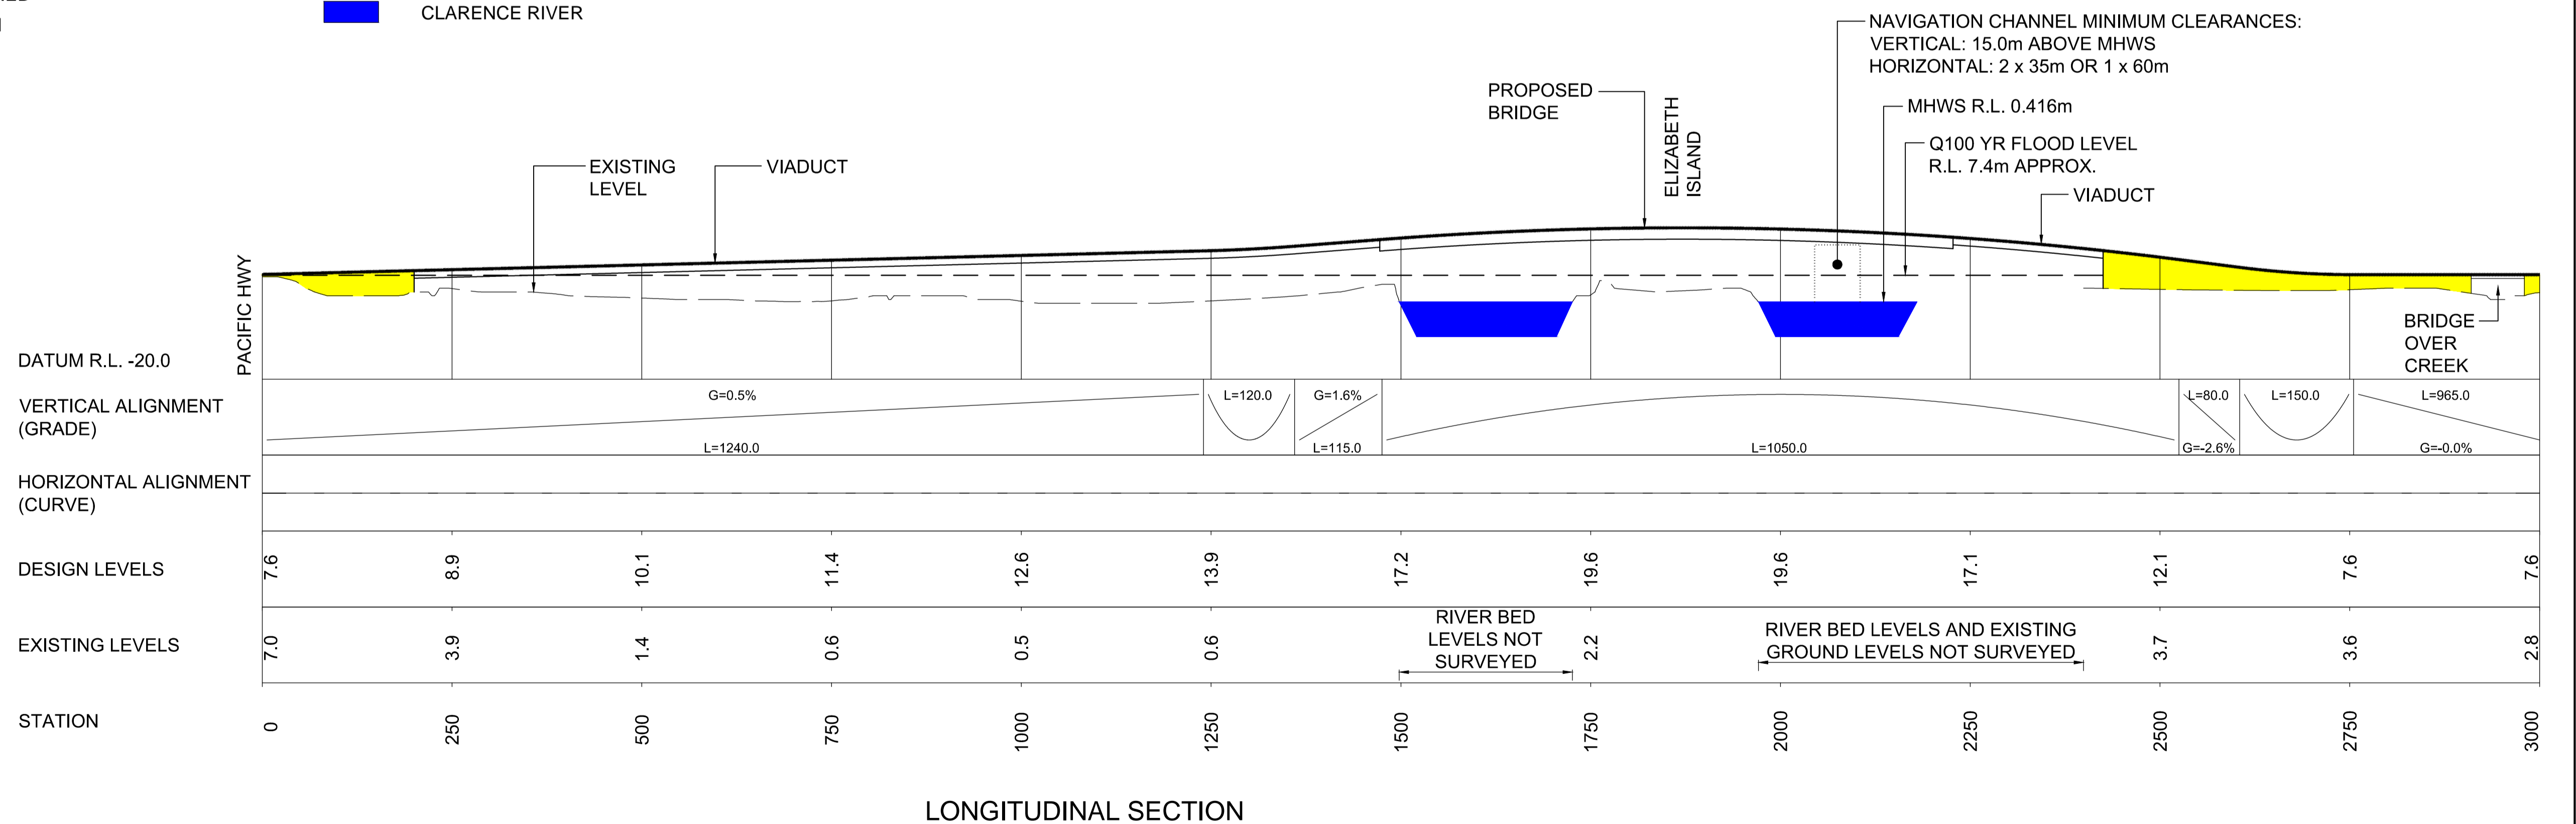 CLARENCE RIVER
NAVIGATION CHANNEL MINIMUM CLEARANCES:
VERTICAL: 15.0m ABOVE MHWS
HORIZONTAL: 2 x 35m OR 1 x 60m
PROPOSED
BRIDGE
ELIZABETH
ISLAND
MHWS R.L. 0.416m
Q100 YR FLOOD LEVEL
R.L. 7.4m APPROX.
EXISTING
LEVEL
VIADUCT
VIADUCT
PACIFIC HWY
BRIDGE
OVER
CREEK
DATUM R.L. -20.0
VERTICAL ALIGNMENT
(GRADE)
G=0.5%
L=1240.0
L=120.0
G=1.6%
L=115.0
L=1050.0
L=80.0
G=-2.6%
L=150.0
L=965.0
G=-0.0%
HORIZONTAL ALIGNMENT
(CURVE)
DESIGN LEVELS
7.6
8.9
10.1
11.4
12.6
13.9
17.2
19.6
19.6
17.1
12.1
7.6
7.6
EXISTING LEVELS
7.0
3.9
1.4
0.6
0.5
0.6
RIVER BED
LEVELS NOT
SURVEYED
2.2
RIVER BED LEVELS AND EXISTING
GROUND LEVELS NOT SURVEYED
3.7
3.6
2.8
STATION
0
250
500
750
1000
1250
1500
1750
2000
2250
2500
2750
3000
LONGITUDINAL SECTION